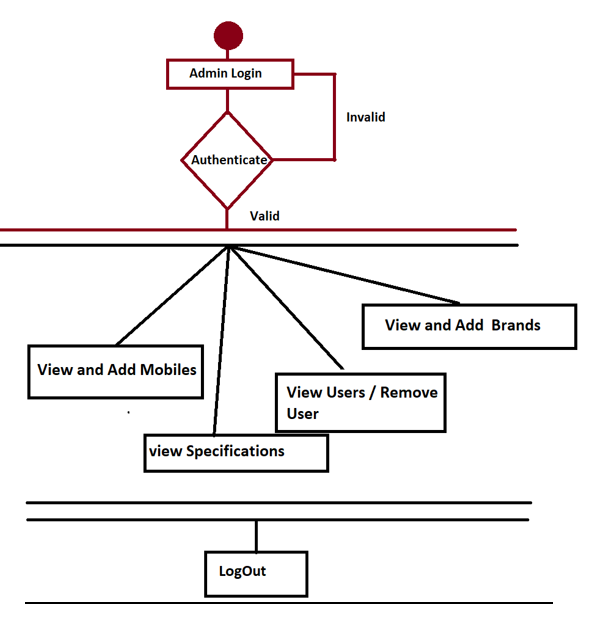 Admin Login
Invalid
Authenticate
Valid
View and Add Brands
View and Add Mobiles
View Users / Remove
User
view Specifications
LogOut